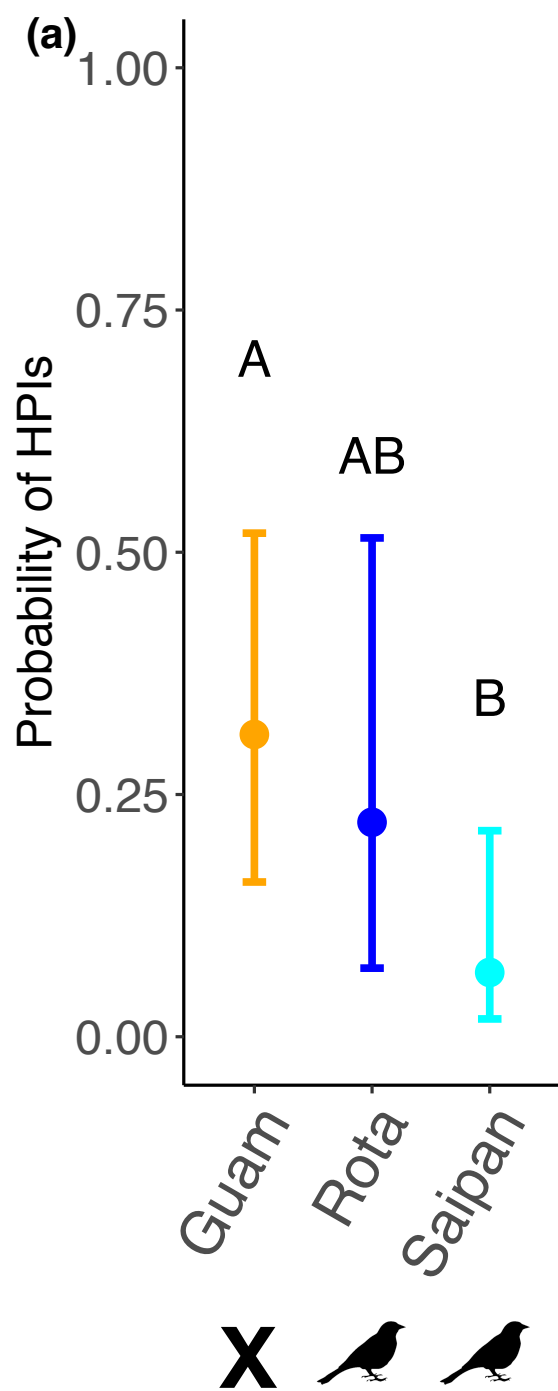 (a)
1.00
0.75
0.50
0.25
0.00
Probability of HPIs
A
AB
B
Guam
Rota
Saipan
X